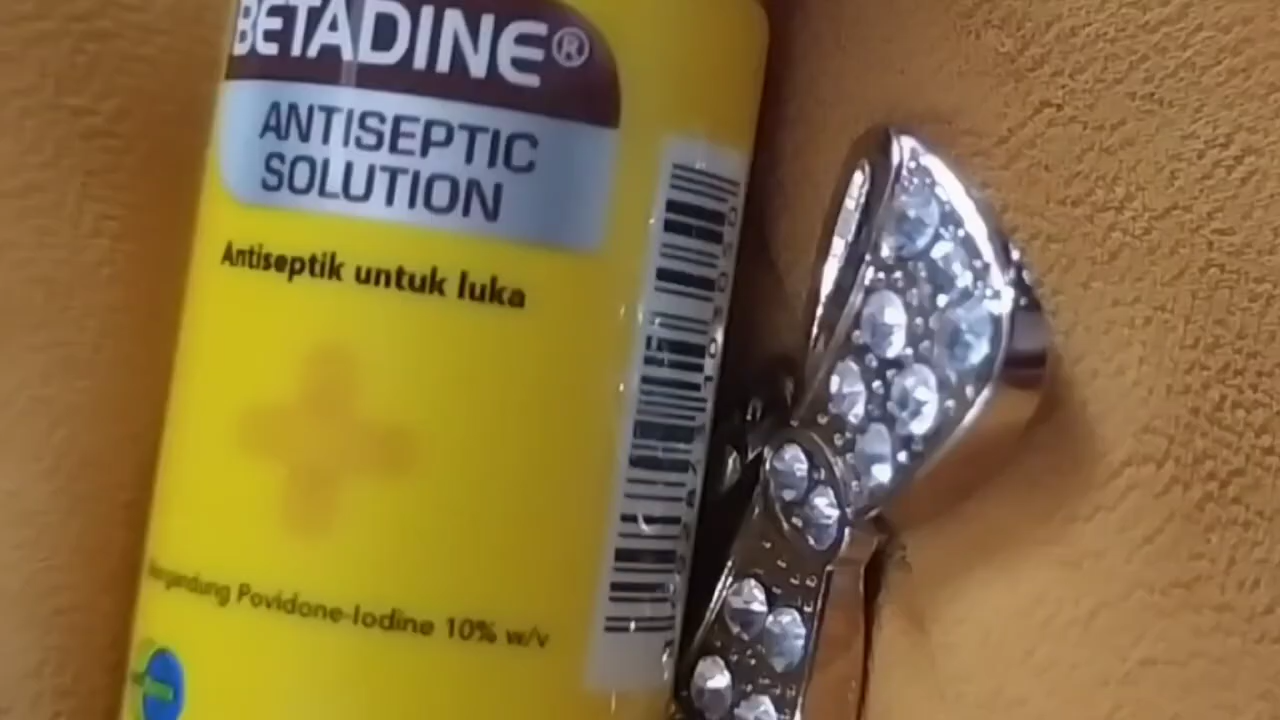 BETADINE®
ANTISEPTIC
SOLUTION
Antiseptik untuk luka
Povidone-Iodine 10% w/v